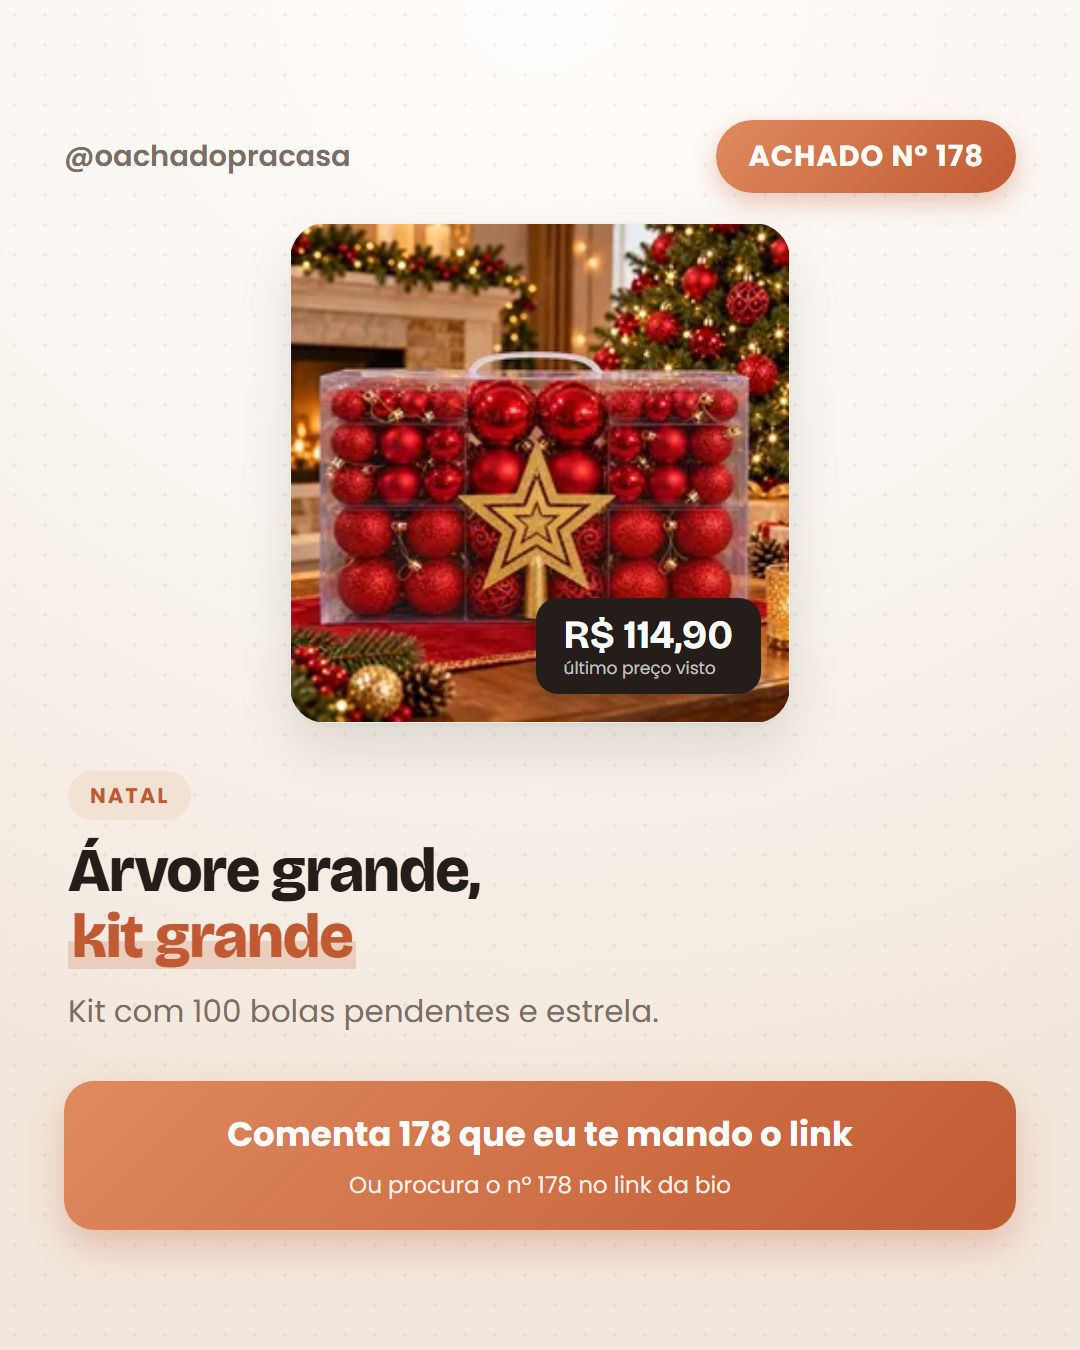 @oachadopracasa
ACHADO Nº 178
R$ 114,90
último preço visto
NATAL
Árvore grande,
kit grande
Kit com 100 bolas pendentes e estrela.
Comenta 178 que eu te mando o link
Ou procura o nº 178 no link da bio